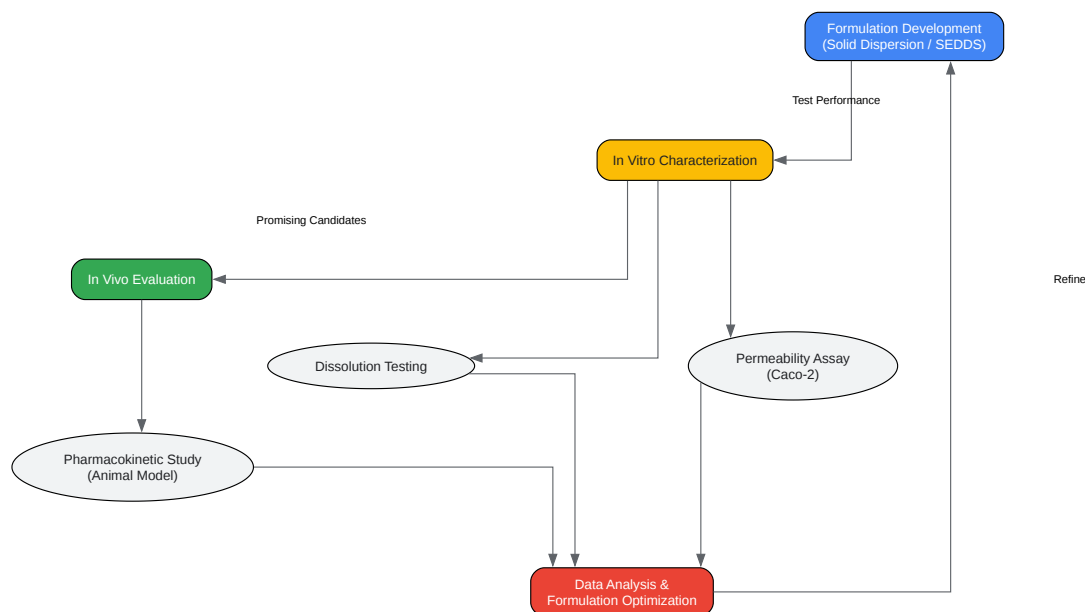 Formulation Development
(Solid Dispersion / SEDDS)
Test Performance
In Vitro Characterization
Promising Candidates
In Vivo Evaluation
Refine
Dissolution Testing
Permeability Assay
(Caco-2)
Pharmacokinetic Study
(Animal Model)
Data Analysis &
Formulation Optimization